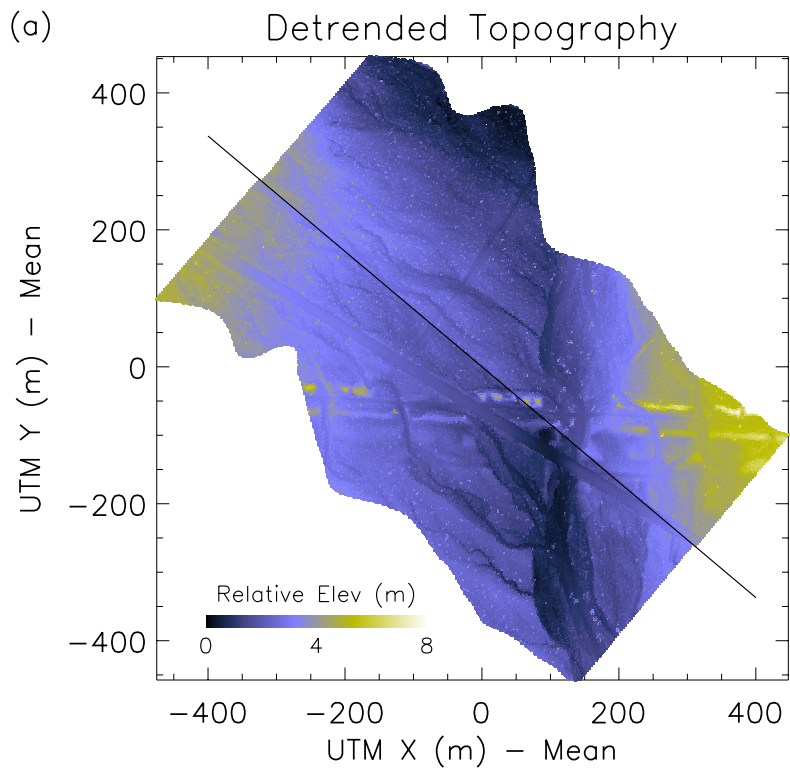 (a)
Detrended Topography
400
200
0
−200
−400
UTM Y (m) − Mean
Relative Elev (m)
0 4 8
−400 −200 0 200 400
UTM X (m) − Mean